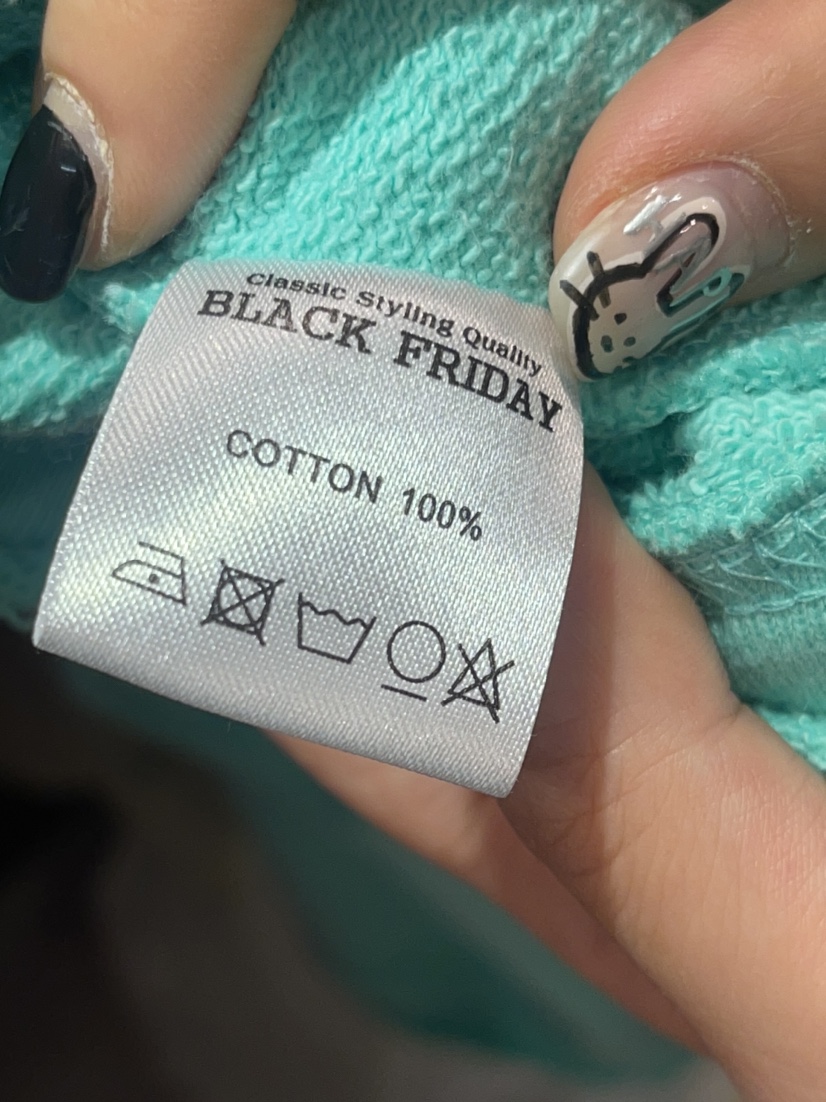 Classic Styling Quality
BLACK FRIDAY
COTTON 100%